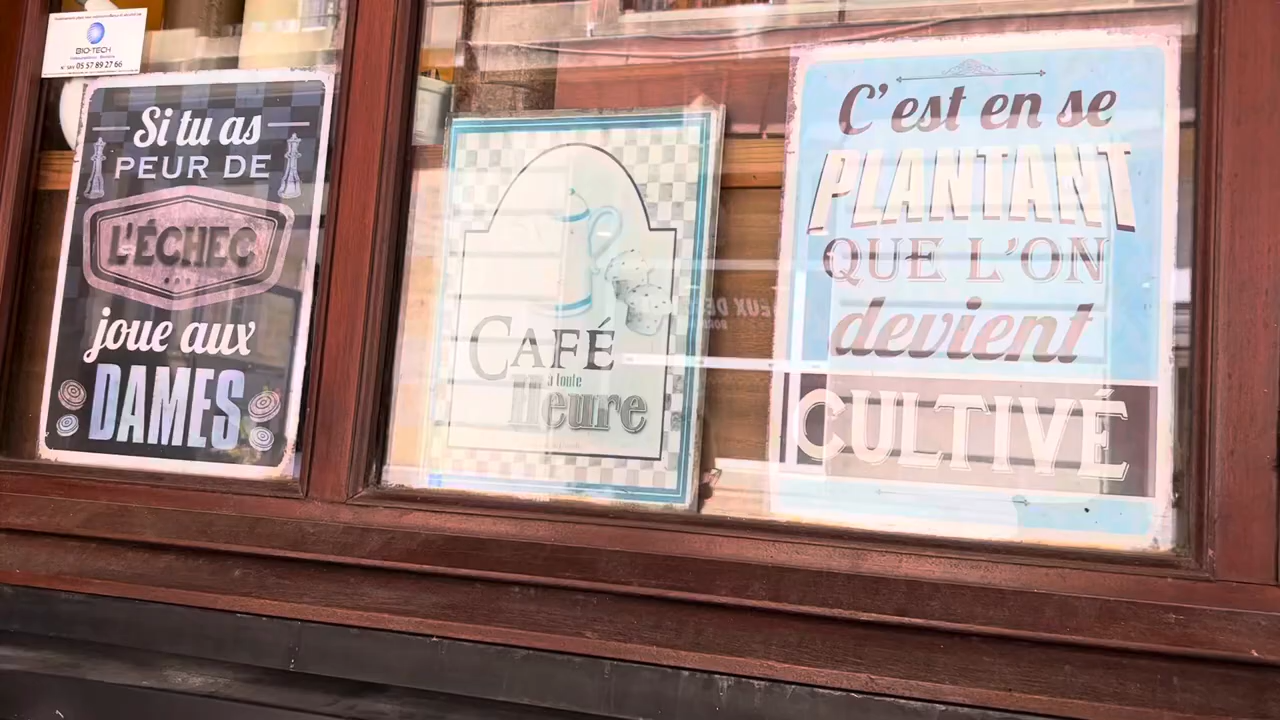 BIO-TECH
05 57 89 27 66
Si tu as
PEUR DE
L'ÉCHEC
joue aux
DAMES
CAFÉ
à toute
Heure
C'est en se
PLANTANT
QUE L'ON
devient
CULTIVÉ